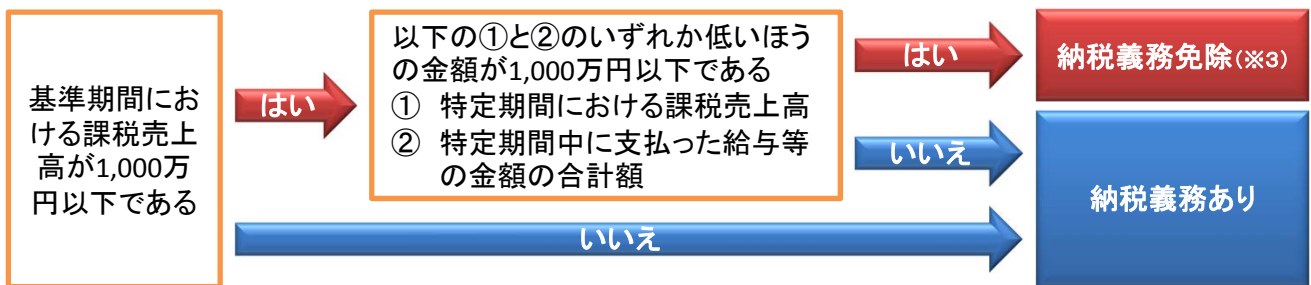 基準期間にお
ける課税売上
高が1,000万
円以下である
はい
以下の①と②のいずれか低いほう
の金額が1,000万円以下である
① 特定期間における課税売上高
② 特定期間中に支払った給与等
の金額の合計額
はい
納税義務免除(※3)
いいえ
納税義務あり
いいえ